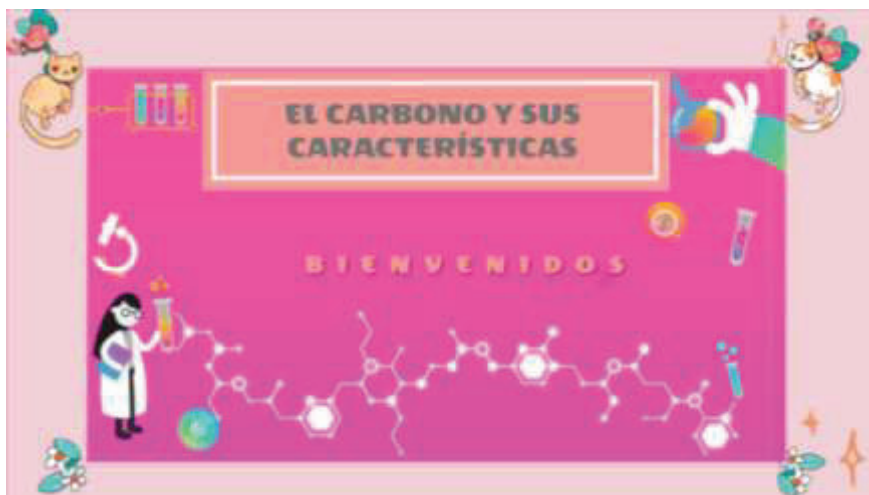 EL CARBONO Y SUS
CARACTERÍSTICAS
BIENVENIDOS